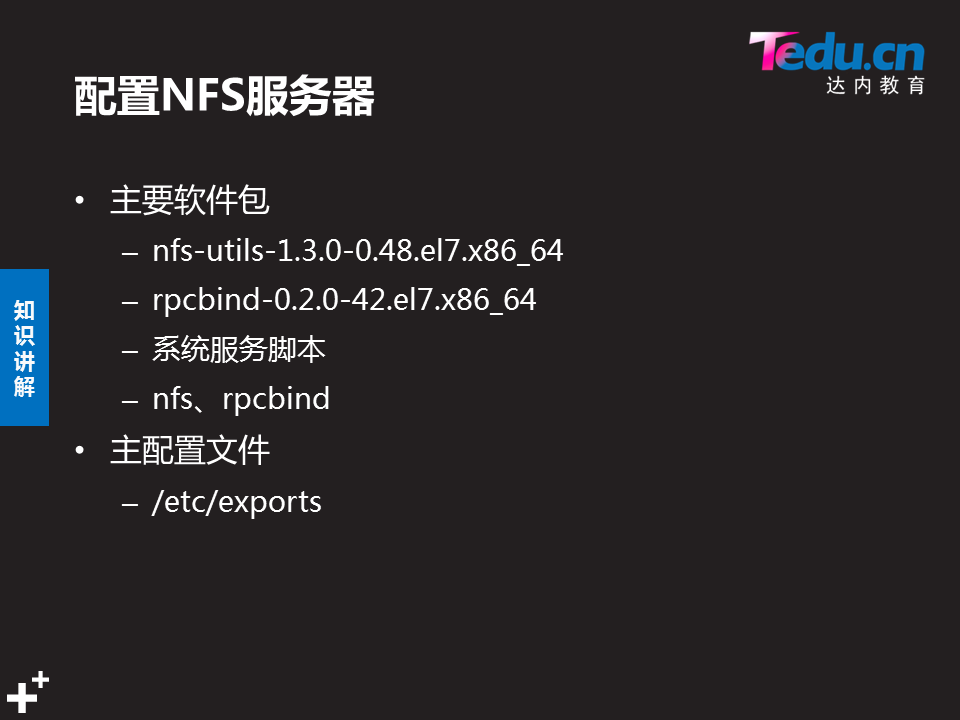 Tedu.cn
达内教育
配置NFS服务器
• 主要软件包
– nfs-utils-1.3.0-0.48.el7.x86_64
– rpcbind-0.2.0-42.el7.x86_64
– 系统服务脚本
– nfs、rpcbind
• 主配置文件
– /etc/exports
知识讲解